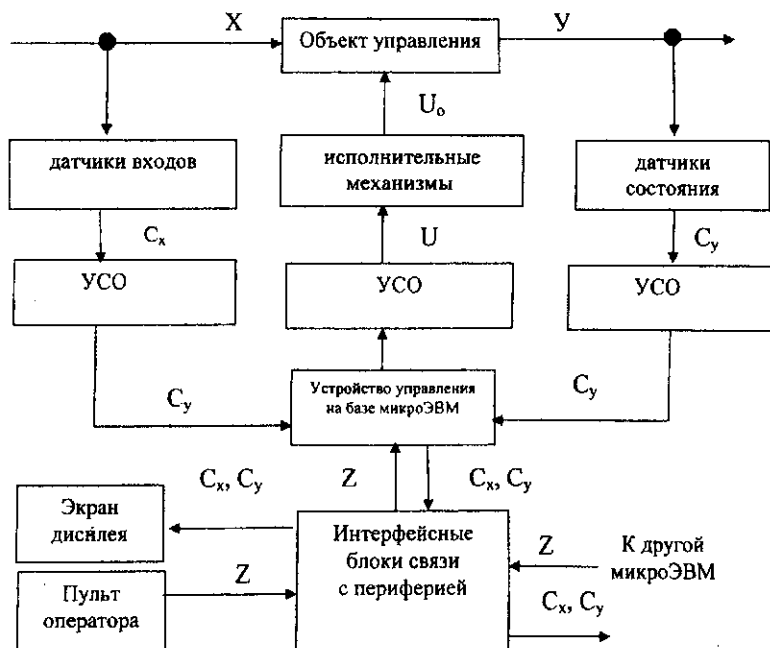 X
Объект управления
У
Uₒ
датчики входов
исполнительные
механизмы
датчики
состояния
Cₓ
U
Cᵧ
УСО
УСО
УСО
Устройство управления
на базе микроЭВМ
Cᵧ
Cᵧ
Cₓ, Cᵧ
Z
Cₓ, Cᵧ
Экран
дисплея
Интерфейсные
блоки связи
с периферией
Z
К другой
микроЭВМ
Пульт
оператора
Z
Cₓ, Cᵧ